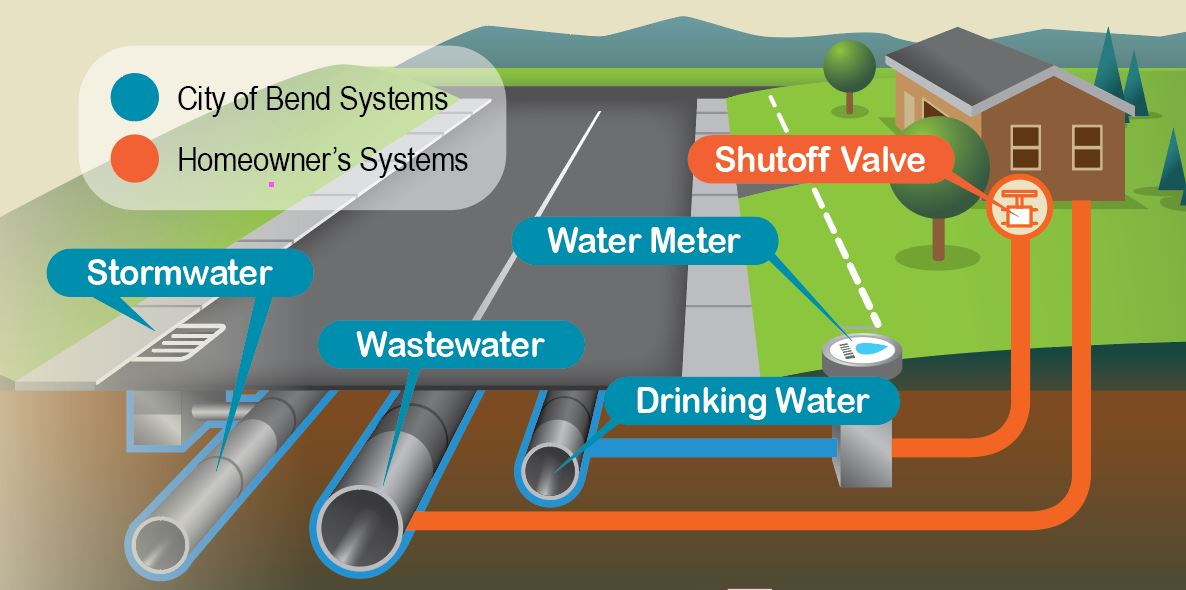 City of Bend Systems
Homeowner's Systems
Shutoff Valve
Water Meter
Stormwater
Wastewater
Drinking Water